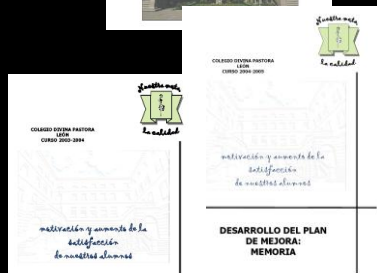 COLEGIO DIVINA PASTORA
LEÓN
CURSO 2003-2004
Nuestra meta
la calidad
motivación y aumento de la
satisfacción
de nuestros alumnos
COLEGIO DIVINA PASTORA
LEÓN
CURSO 2004-2005
Nuestra meta
la calidad
motivación y aumento de la
satisfacción
de nuestros alumnos
DESARROLLO DEL PLAN
DE MEJORA:
MEMORIA